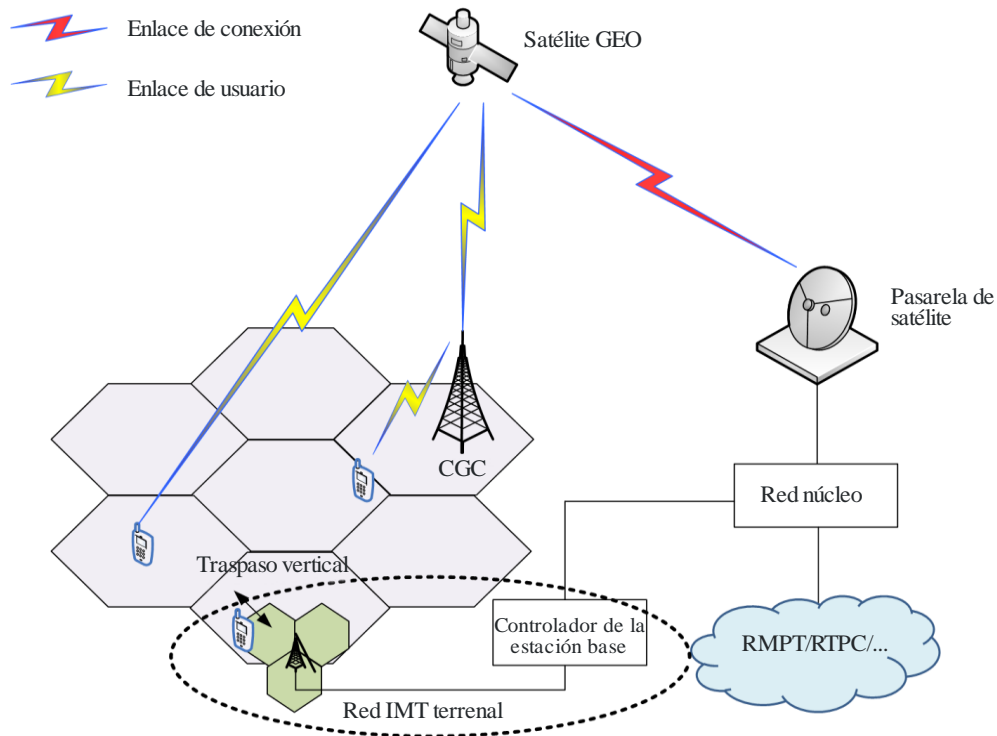 Enlace de conexión
Satélite GEO
Enlace de usuario
Pasarela de
satélite
CGC
Red núcleo
Traspaso vertical
Controlador de la
estación base
RMPT/RTPC/...
Red IMT terrenal